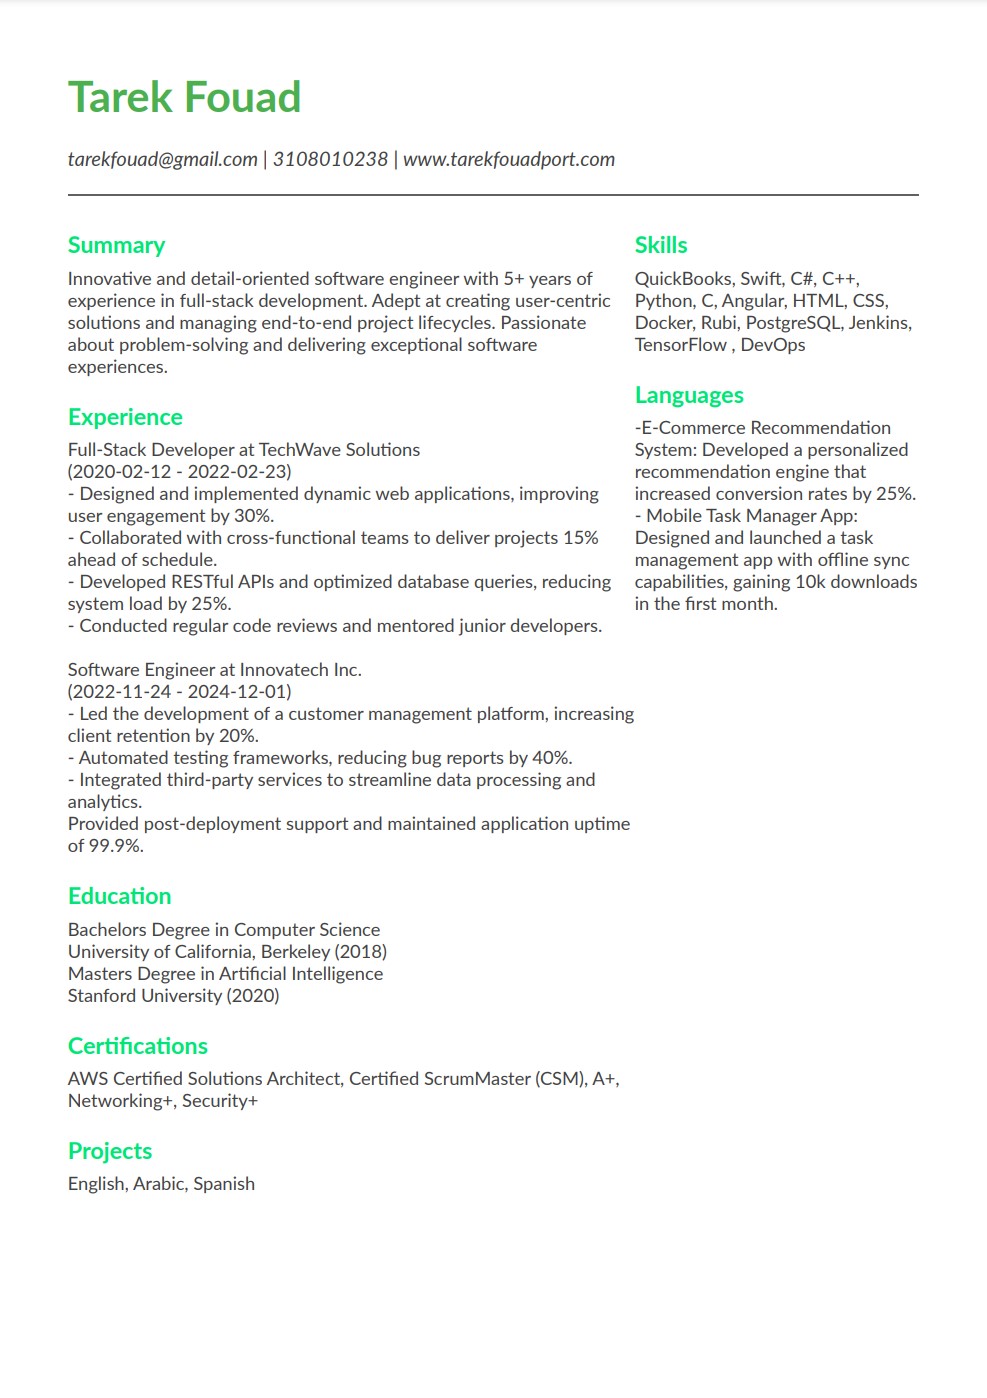 Tarek Fouad
tarekfouad@gmail.com | 3108010238 | www.tarekfouadport.com
Summary
Innovative and detail-oriented software engineer with 5+ years of
experience in full-stack development. Adept at creating user-centric
solutions and managing end-to-end project lifecycles. Passionate
about problem-solving and delivering exceptional software
experiences.
Experience
Full-Stack Developer at TechWave Solutions
(2020-02-12 - 2022-02-23)
- Designed and implemented dynamic web applications, improving
user engagement by 30%.
- Collaborated with cross-functional teams to deliver projects 15%
ahead of schedule.
- Developed RESTful APIs and optimized database queries, reducing
system load by 25%.
- Conducted regular code reviews and mentored junior developers.
Software Engineer at Innovatech Inc.
(2022-11-24 - 2024-12-01)
- Led the development of a customer management platform, increasing
client retention by 20%.
- Automated testing frameworks, reducing bug reports by 40%.
- Integrated third-party services to streamline data processing and
analytics.
Provided post-deployment support and maintained application uptime
of 99.9%.
Education
Bachelors Degree in Computer Science
University of California, Berkeley (2018)
Masters Degree in Artificial Intelligence
Stanford University (2020)
Certifications
AWS Certified Solutions Architect, Certified ScrumMaster (CSM), A+,
Networking+, Security+
Projects
English, Arabic, Spanish
Skills
QuickBooks, Swift, C#, C++,
Python, C, Angular, HTML, CSS,
Docker, Rubi, PostgreSQL, Jenkins,
TensorFlow , DevOps
Languages
-E-Commerce Recommendation
System: Developed a personalized
recommendation engine that
increased conversion rates by 25%.
- Mobile Task Manager App:
Designed and launched a task
management app with offline sync
capabilities, gaining 10k downloads
in the first month.